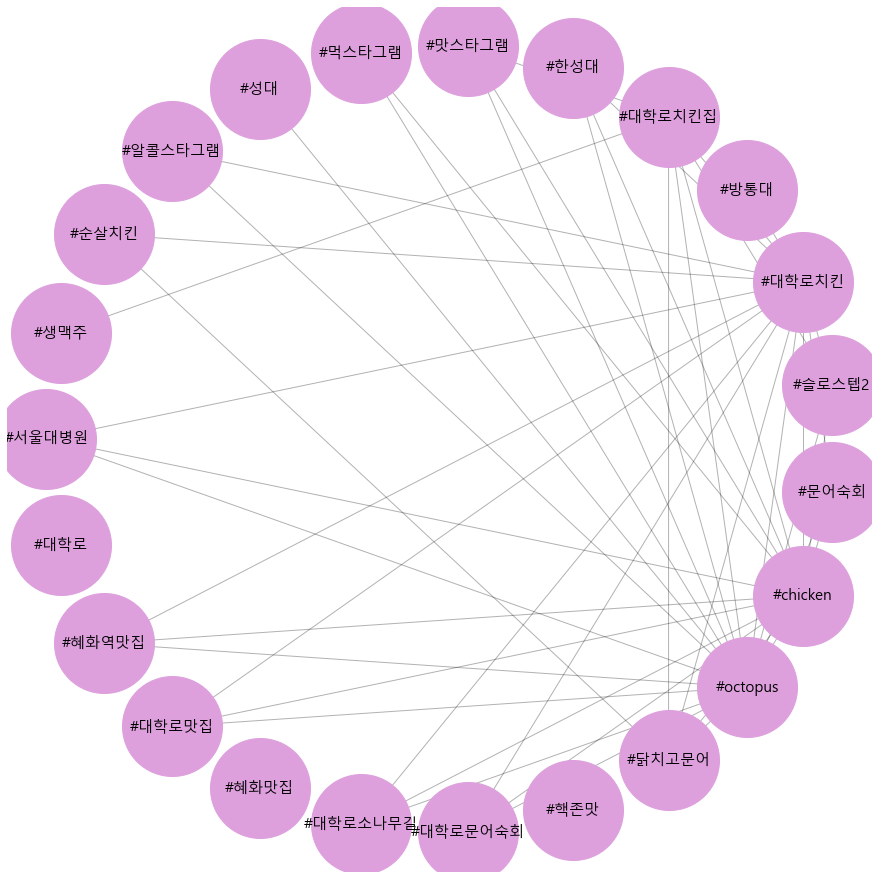 #먹스타그램
#맛스타그램
#한성대
#성대
#대학로치킨집
#알콜스타그램
#방통대
#순살치킨
#대학로치킨
#생맥주
#슬로스텝2
#서울대병원
#문어숙회
#대학로
#chicken
#혜화역맛집
#octopus
#대학로맛집
#닭치고문어
#혜화맛집
#핵존맛
#대학로소나무길
#대학로문어숙회